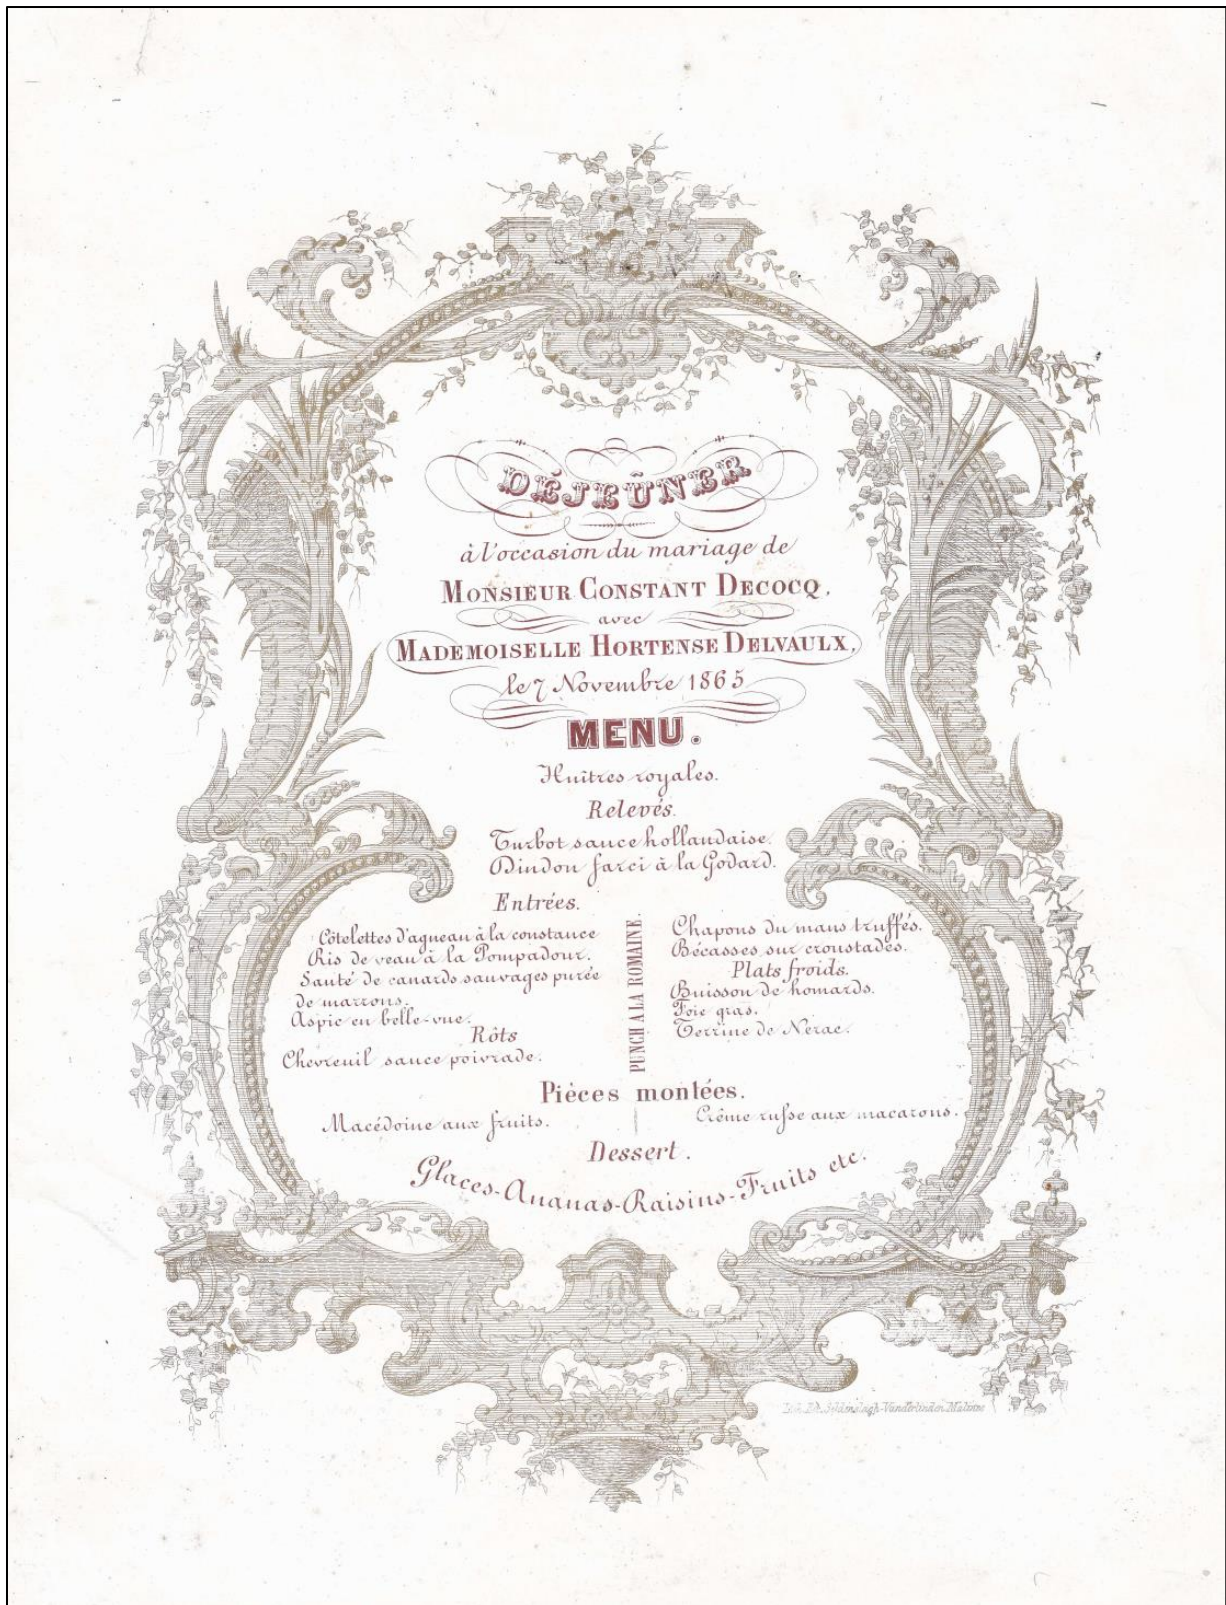 DÉJEÛNER
à l'occasion du mariage de
MONSIEUR CONSTANT DECOCQ,
avec
MADEMOISELLE HORTENSE DELVAULX,
le 7 Novembre 1865
MENU.
Huîtres royales.
Relevés.
Turbot sauce hollandaise.
Dindon farci à la Godard.
Entrées.
Côtelettes d'agneau à la constance
Ris de veau à la Pompadour.
Sauté de canards sauvages purée
de marrons.
Aspic en belle-vue.
Rôts
Chevreuil sauce poivrade.
PUNCH A LA ROMAINE.
Chapons du mans truffés.
Bécasses sur croustades.
Plats froids.
Buisson de homards.
Foie gras.
Terrine de Nérac.
Pièces montées.
Macédoine aux fruits.
Crême russe aux macarons.
Dessert.
Glaces-Ananas-Raisins-Fruits etc.
Malines